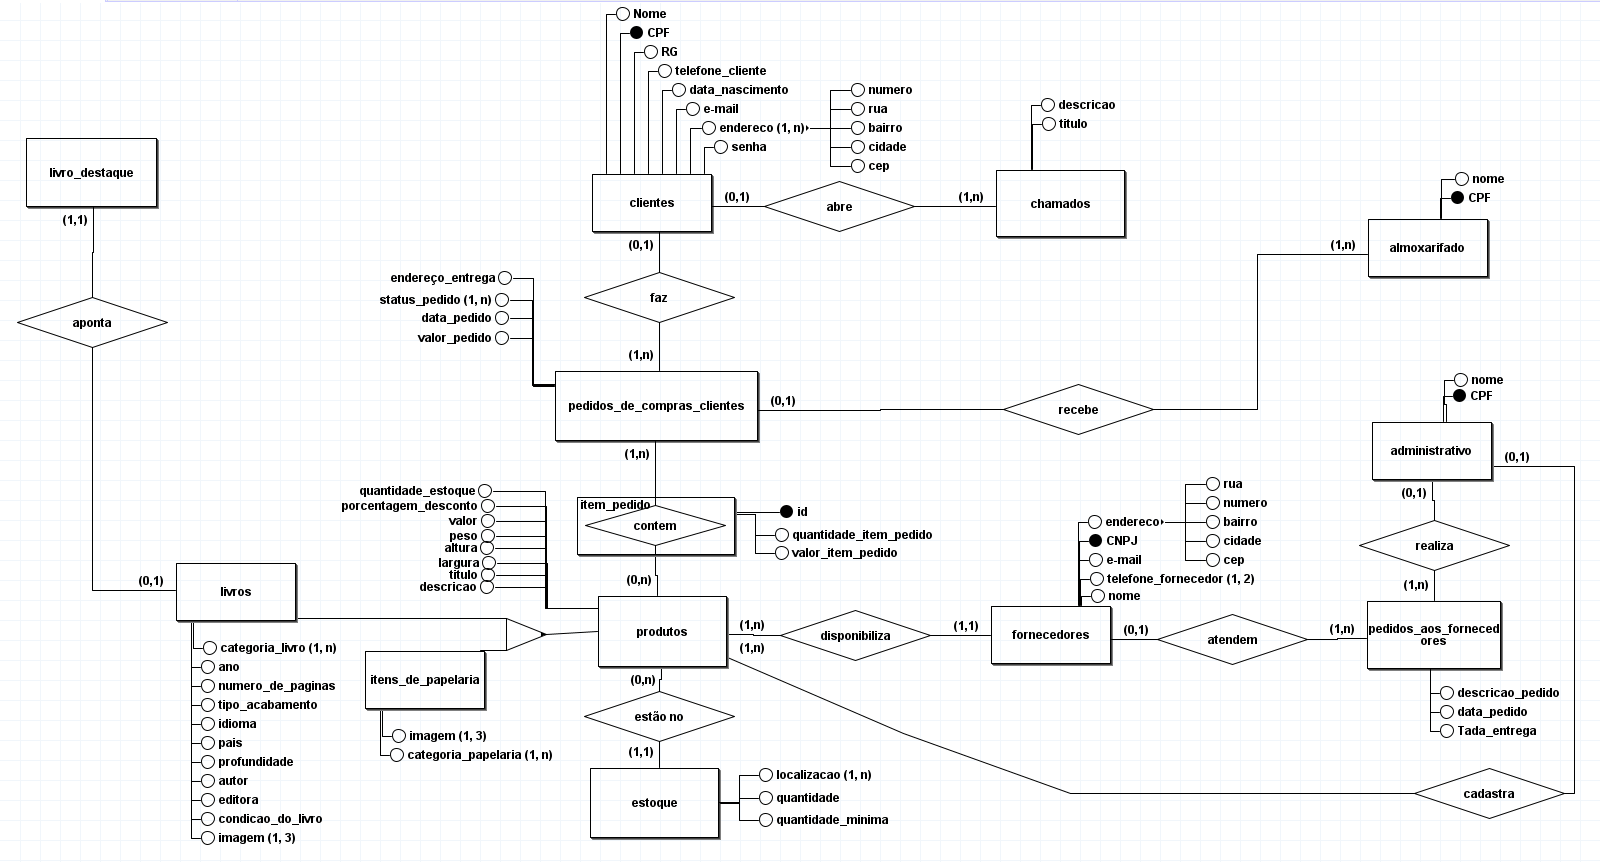 Nome
CPF
RG
telefone_cliente
data_nascimento
e-mail
endereco (1, n)
senha
numero
rua
bairro
cidade
cep
descricao
titulo
livro_destaque
(1,1)
clientes
(0,1)
abre
(1,n)
chamados
nome
CPF
almoxarifado
(1,n)
(0,1)
faz
(1,n)
aponta
endereço_entrega
status_pedido (1, n)
data_pedido
valor_pedido
pedidos_de_compras_clientes
(0,1)
recebe
(1,n)
nome
CPF
administrativo
(0,1)
(0,1)
realiza
(1,n)
item_pedido
contem
id
quantidade_item_pedido
valor_item_pedido
(0,n)
quantidade_estoque
porcentagem_desconto
valor
peso
altura
largura
titulo
descricao
rua
numero
bairro
cidade
cep
endereco
CNPJ
e-mail
telefone_fornecedor (1, 2)
nome
(0,1)
livros
produtos
(1,n)
(1,n)
disponibiliza
(1,1)
fornecedores
(0,1)
atendem
(1,n)
pedidos_aos_forneced
ores
descricao_pedido
data_pedido
Tada_entrega
categoria_livro (1, n)
ano
numero_de_paginas
tipo_acabamento
idioma
pais
profundidade
autor
editora
condicao_do_livro
imagem (1, 3)
itens_de_papelaria
imagem (1, 3)
categoria_papelaria (1, n)
(0,n)
estão no
(1,1)
estoque
localizacao (1, n)
quantidade
quantidade_minima
cadastra